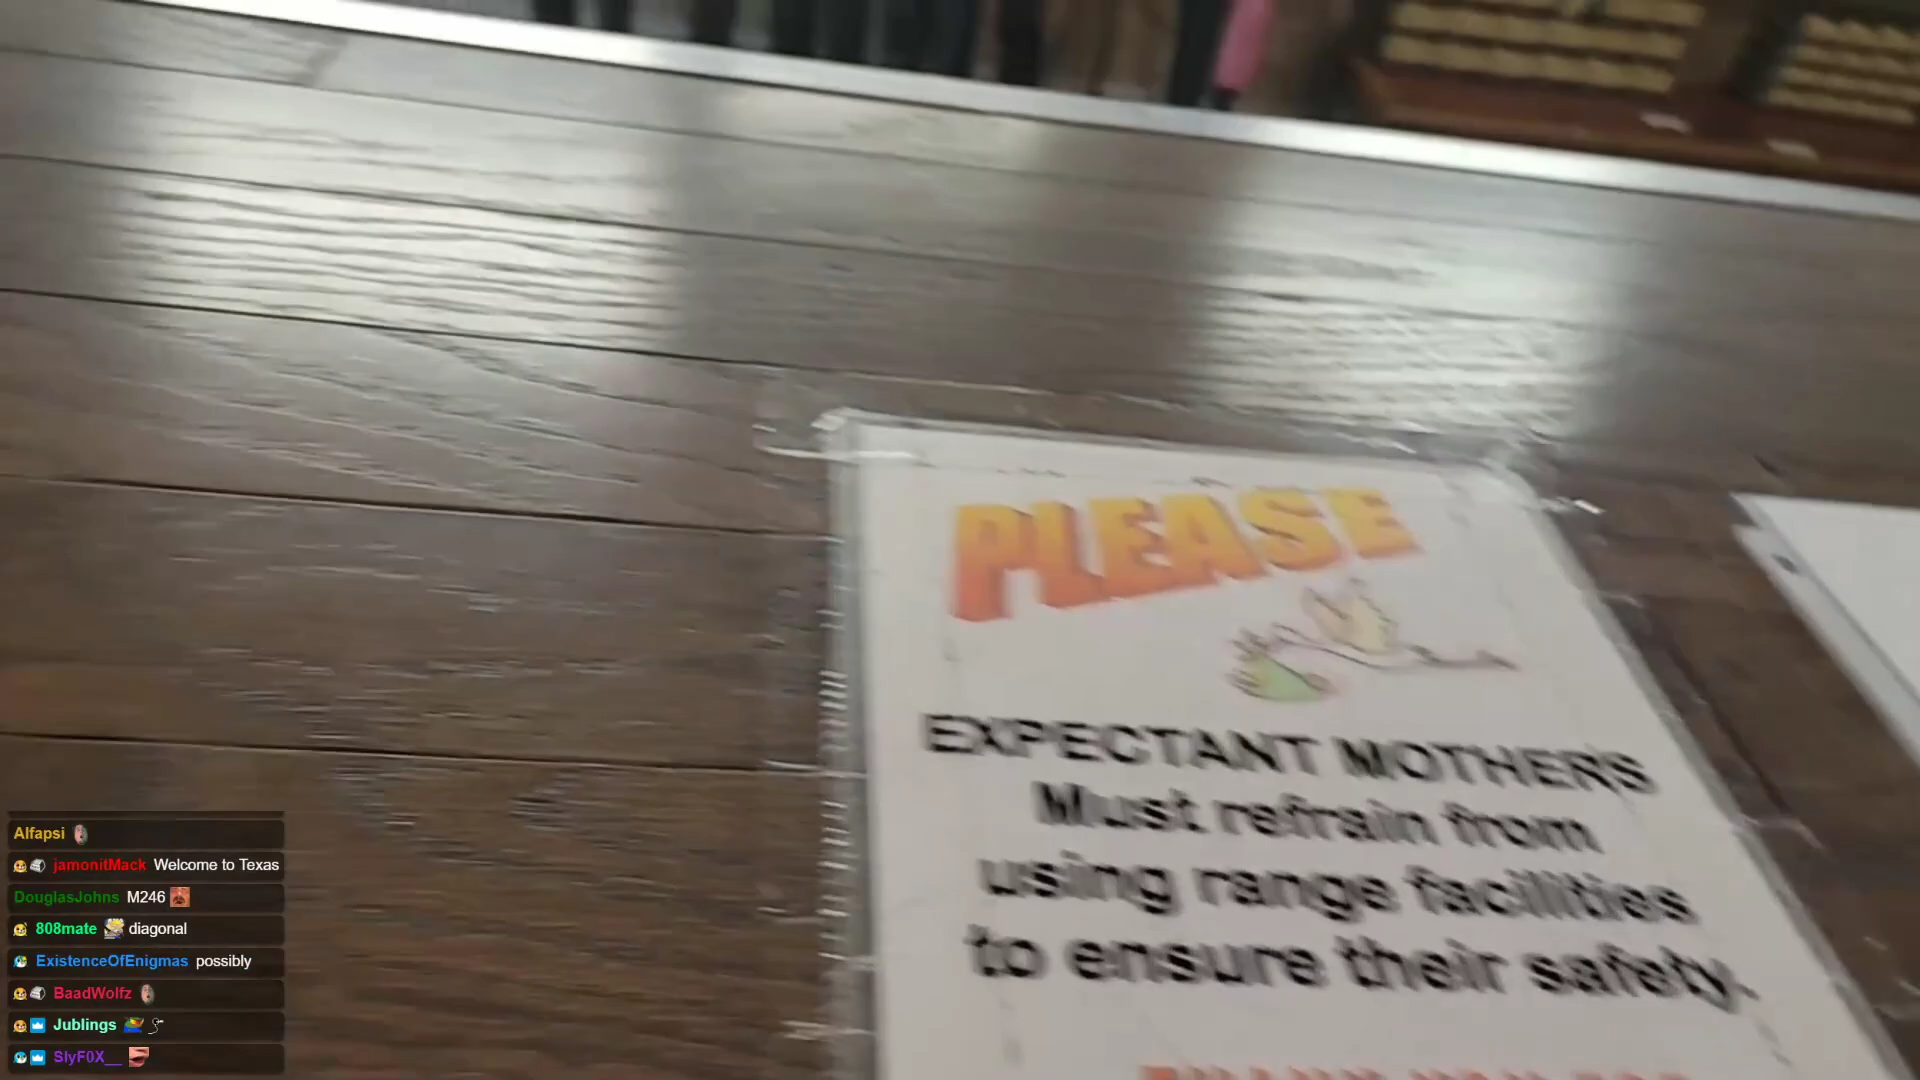 PLEASE
EXPECTANT MOTHERS
Must refrain from
using range facilities
to ensure their safety.
Alfapsi
jamonitMack Welcome to Texas
DouglasJohns M246
808mate diagonal
ExistenceOfEnigmas possibly
BaadWolfz
Jublings
SlyF0X__